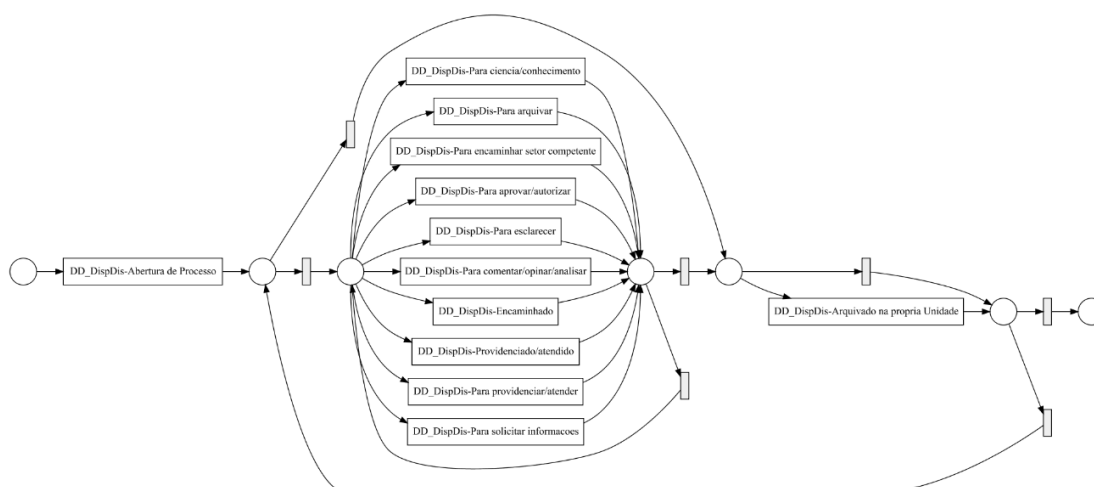 DD_DispDis-Para ciencia/conhecimento
DD_DispDis-Para arquivar
DD_DispDis-Para encaminhar setor competente
DD_DispDis-Para aprovar/autorizar
DD_DispDis-Para esclarecer
DD_DispDis-Abertura de Processo
DD_DispDis-Para comentar/opinar/analisar
DD_DispDis-Encaminhado
DD_DispDis-Arquivado na propria Unidade
DD_DispDis-Providenciado/atendido
DD_DispDis-Para providenciar/atender
DD_DispDis-Para solicitar informacoes